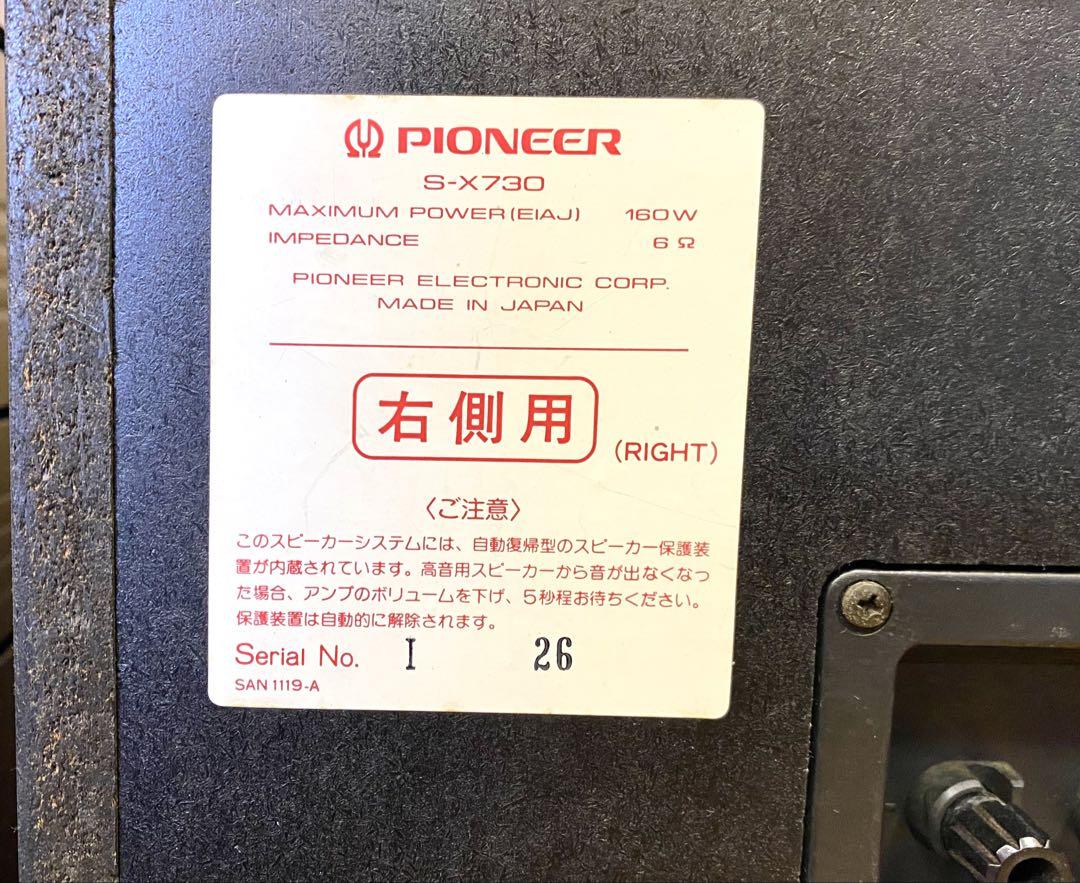 PIONEER
S-X730
MAXIMUM POWER(EIAJ) 160W
IMPEDANCE 6Ω
PIONEER ELECTRONIC CORP.
MADE IN JAPAN
右側用 (RIGHT)
〈ご注意〉
このスピーカーシステムには、自動復帰型のスピーカー保護装
置が内蔵されています。高音用スピーカーから音が出なくなっ
た場合、アンプのボリュームを下げ、5秒程お待ちください。
保護装置は自動的に解除されます。
Serial No. I 26
SAN1119-A